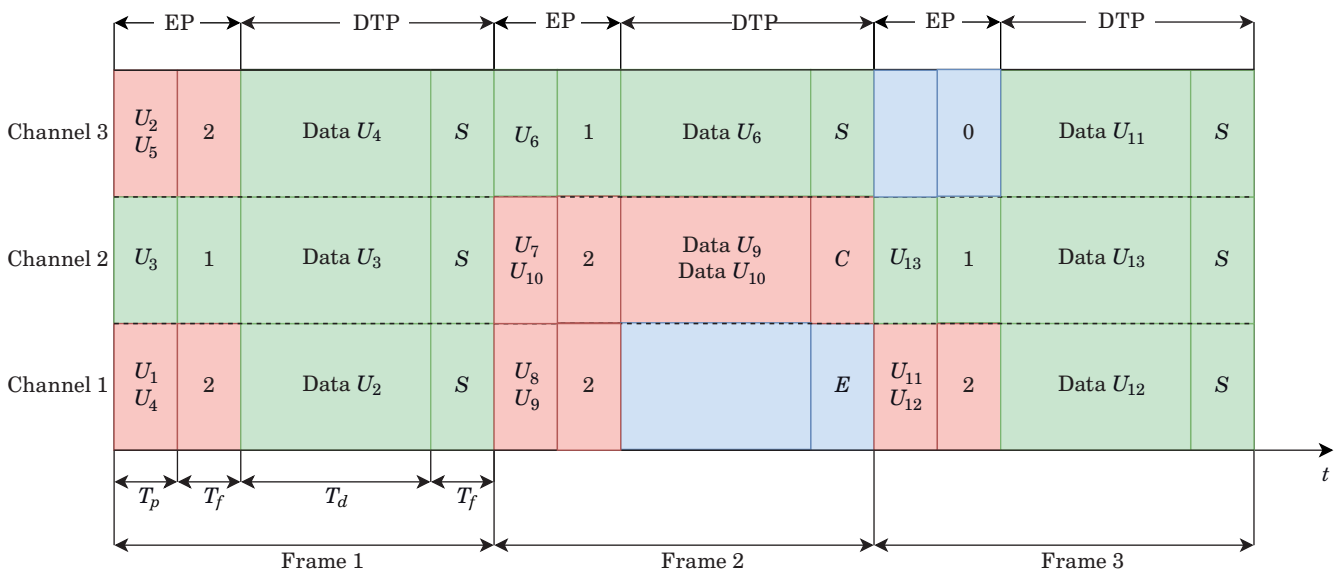 EP DTP EP DTP EP DTP
Channel 3 U₂ U₅ 2 Data U₄ S U₆ 1 Data U₆ S 0 Data U₁₁ S
Channel 2 U₃ 1 Data U₃ S U₇ U₁₀ 2 Data U₉ Data U₁₀ C U₁₃ 1 Data U₁₃ S
Channel 1 U₁ U₄ 2 Data U₂ S U₈ U₉ 2 E U₁₁ U₁₂ 2 Data U₁₂ S
t
Tₚ T_f T_d T_f
Frame 1 Frame 2 Frame 3